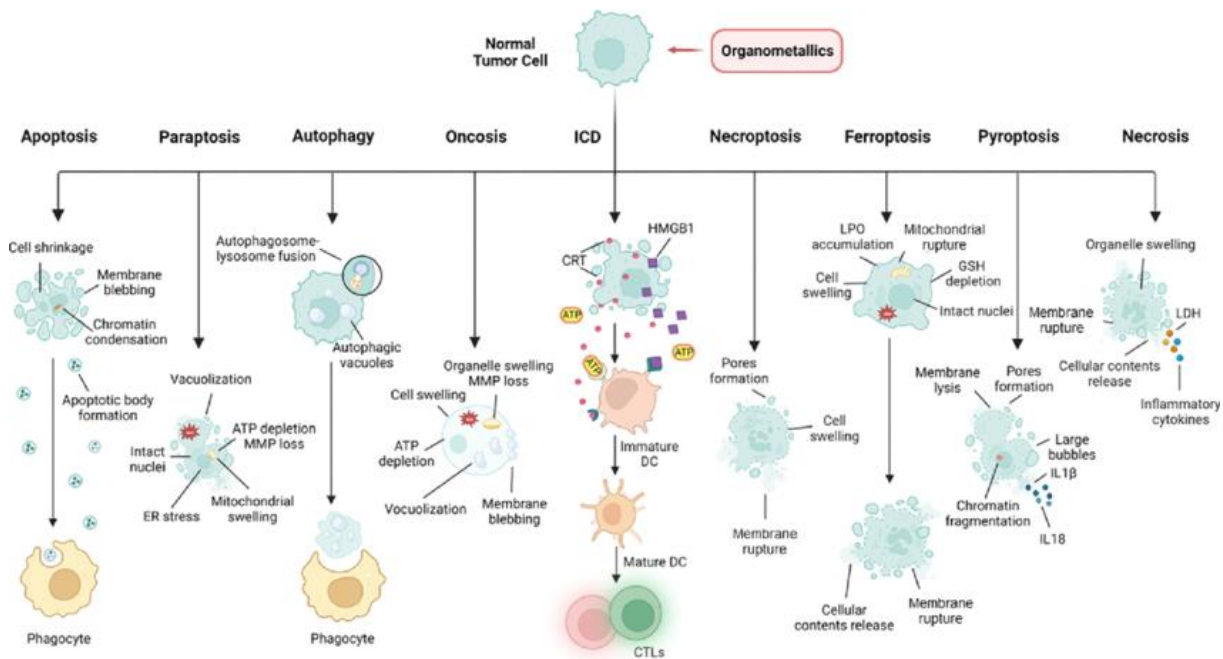 Normal
Tumor Cell
Organometallics
Apoptosis
Paraptosis
Autophagy
Oncosis
ICD
Necroptosis
Ferroptosis
Pyroptosis
Necrosis
Cell shrinkage
Membrane
blebbing
Chromatin
condensation
Apoptotic body
formation
Phagocyte
Vacuolization
ATP depletion
MMP loss
Intact
nuclei
ER stress
Mitochondrial
swelling
Autophagosome-
lysosome fusion
Autophagic
vacuoles
Phagocyte
Organelle swelling
MMP loss
Cell swelling
ATP
depletion
Vocuolization
Membrane
blebbing
HMGB1
CRT
ATP
ATP
ATP
Immature
DC
Mature DC
CTLs
Pores
formation
Cell
swelling
Membrane
rupture
LPO
accumulation
Mitochondrial
rupture
Cell
swelling
GSH
depletion
Intact nuclei
Cellular
contents release
Membrane
rupture
Membrane
lysis
Pores
formation
Large
bubbles
IL1β
Chromatin
fragmentation
IL18
Organelle swelling
Membrane
rupture
LDH
Cellular contents
release
Inflammatory
cytokines